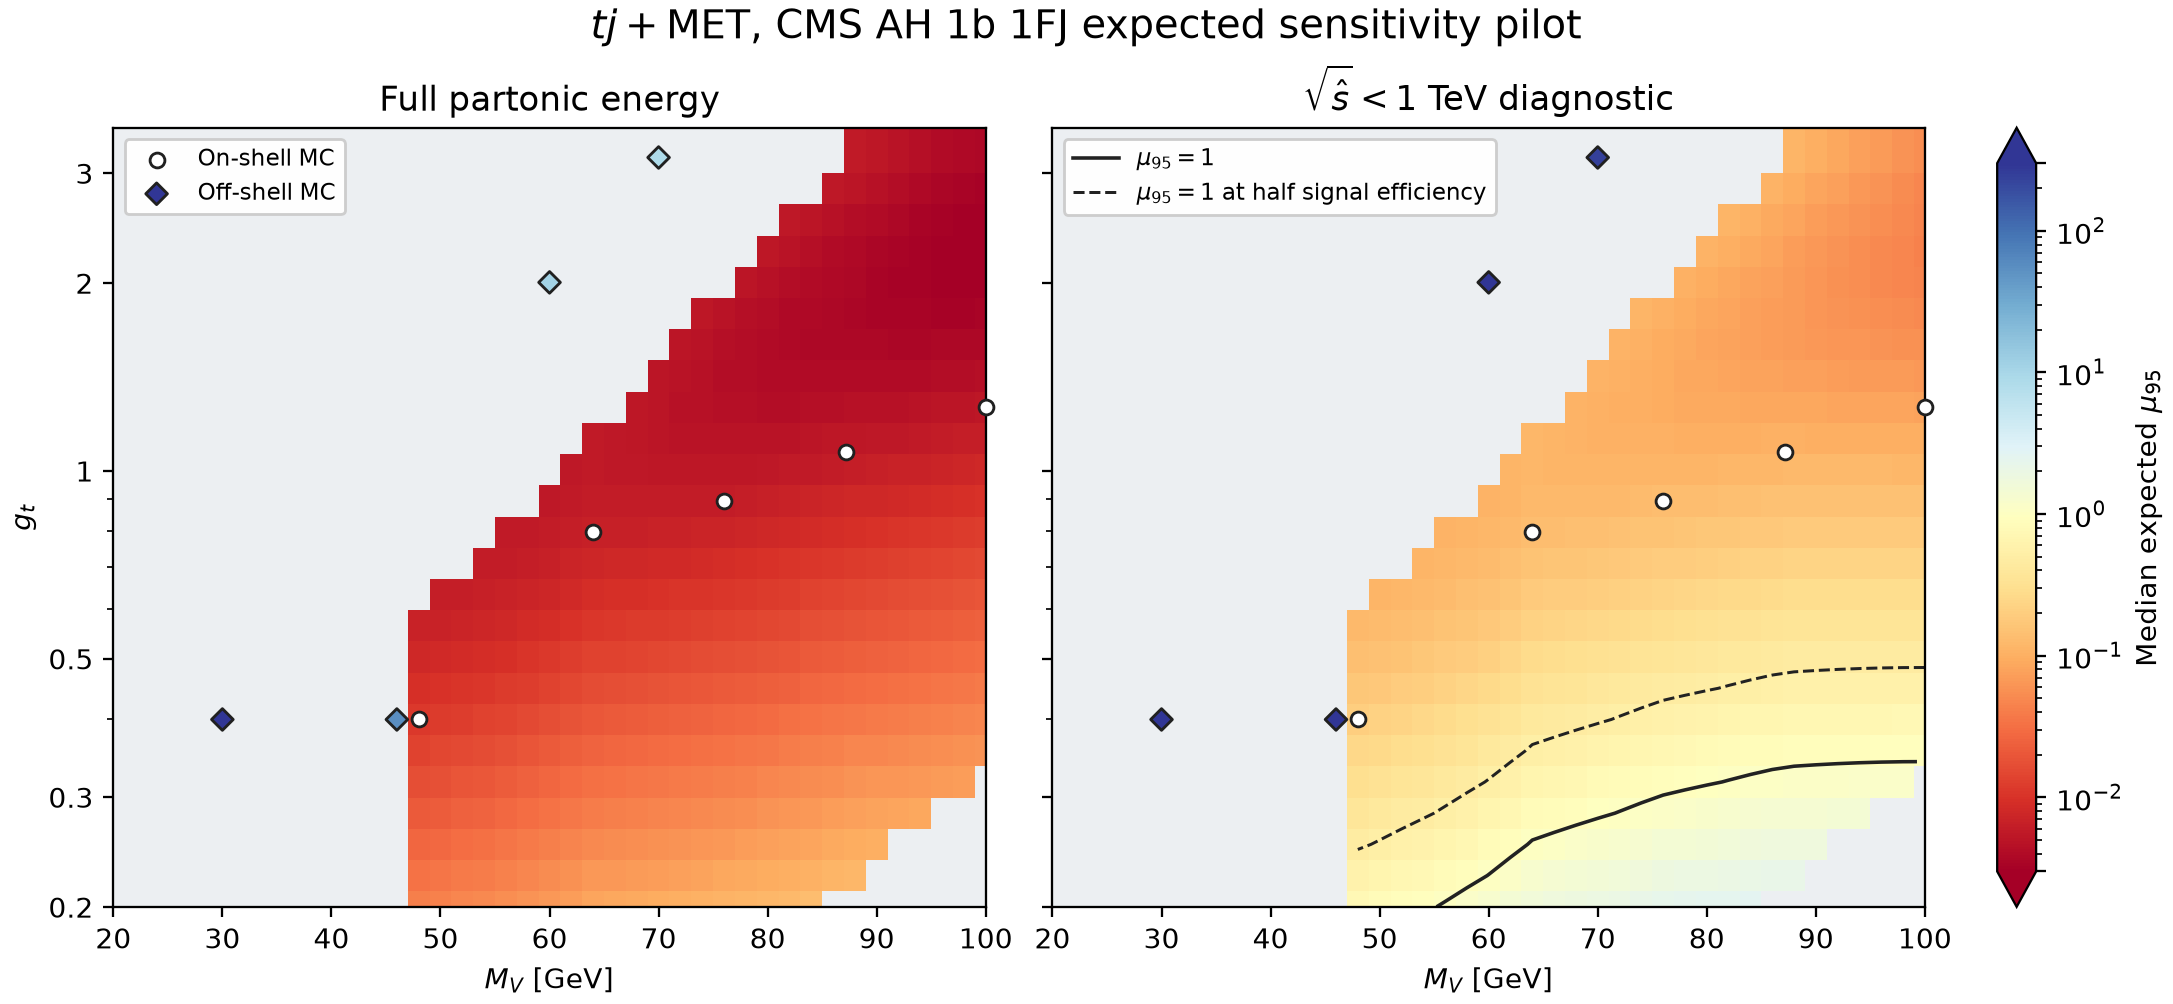 tj + MET, CMS AH 1b 1FJ expected sensitivity pilot
Full partonic energy
On-shell MC
Off-shell MC
3
2
1
0.5
0.3
0.2
g_t
20 30 40 50 60 70 80 90 100
M_V [GeV]
√ŝ < 1 TeV diagnostic
μ₉₅ = 1
μ₉₅ = 1 at half signal efficiency
20 30 40 50 60 70 80 90 100
M_V [GeV]
10²
10¹
10⁰
10⁻¹
10⁻²
Median expected μ₉₅